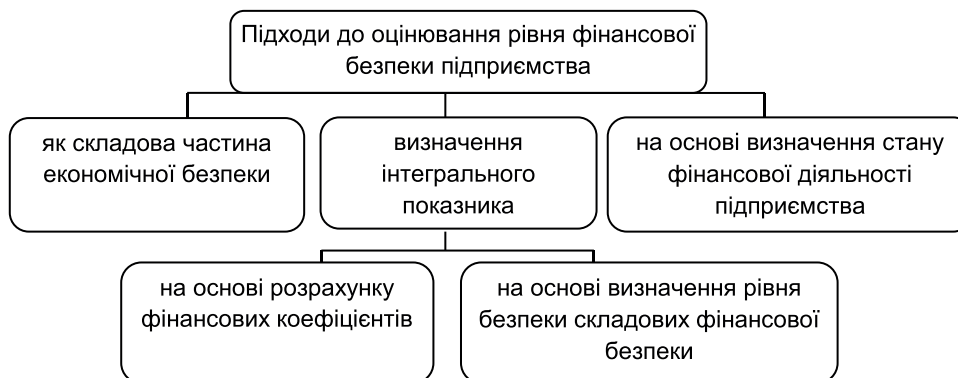 Підходи до оцінювання рівня фінансової
безпеки підприємства
як складова частина
економічної безпеки
визначення
інтегрального
показника
на основі визначення стану
фінансової діяльності
підприємства
на основі розрахунку
фінансових коефіцієнтів
на основі визначення рівня
безпеки складових фінансової
безпеки